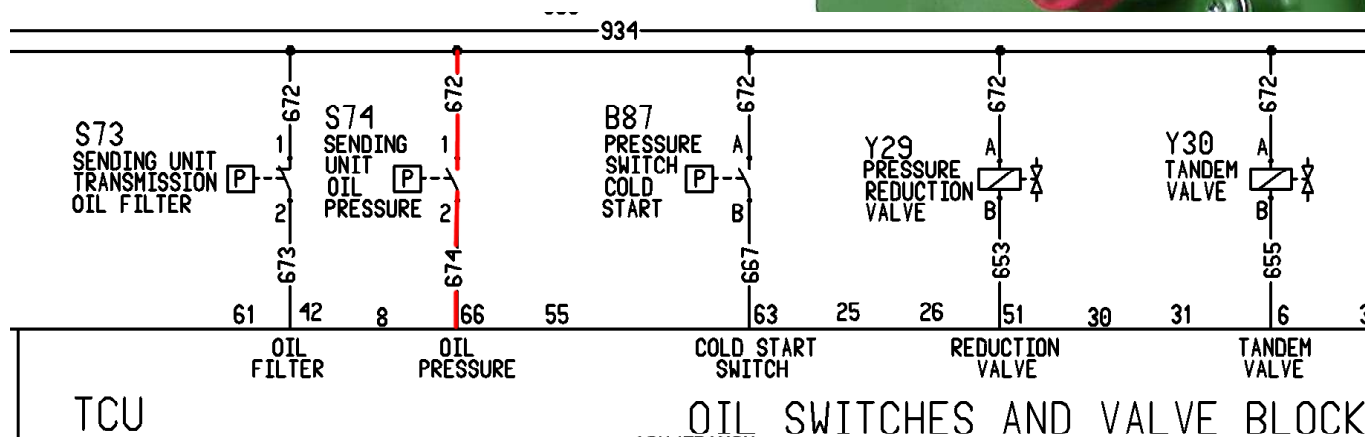 934
672
672
672
672
672
S73
SENDING UNIT
TRANSMISSION
OIL FILTER
P
1
2
S74
SENDING
UNIT
OIL
PRESSURE
P
1
2
B87
PRESSURE
SWITCH
COLD
START
P
A
B
Y29
PRESSURE
REDUCTION
VALVE
A
B
Y30
TANDEM
VALVE
A
B
673
674
667
653
655
61 42 8 66 55 63 25 26 51 30 31 6
OIL
FILTER
OIL
PRESSURE
COLD START
SWITCH
REDUCTION
VALVE
TANDEM
VALVE
TCU
OIL SWITCHES AND VALVE BLOCK